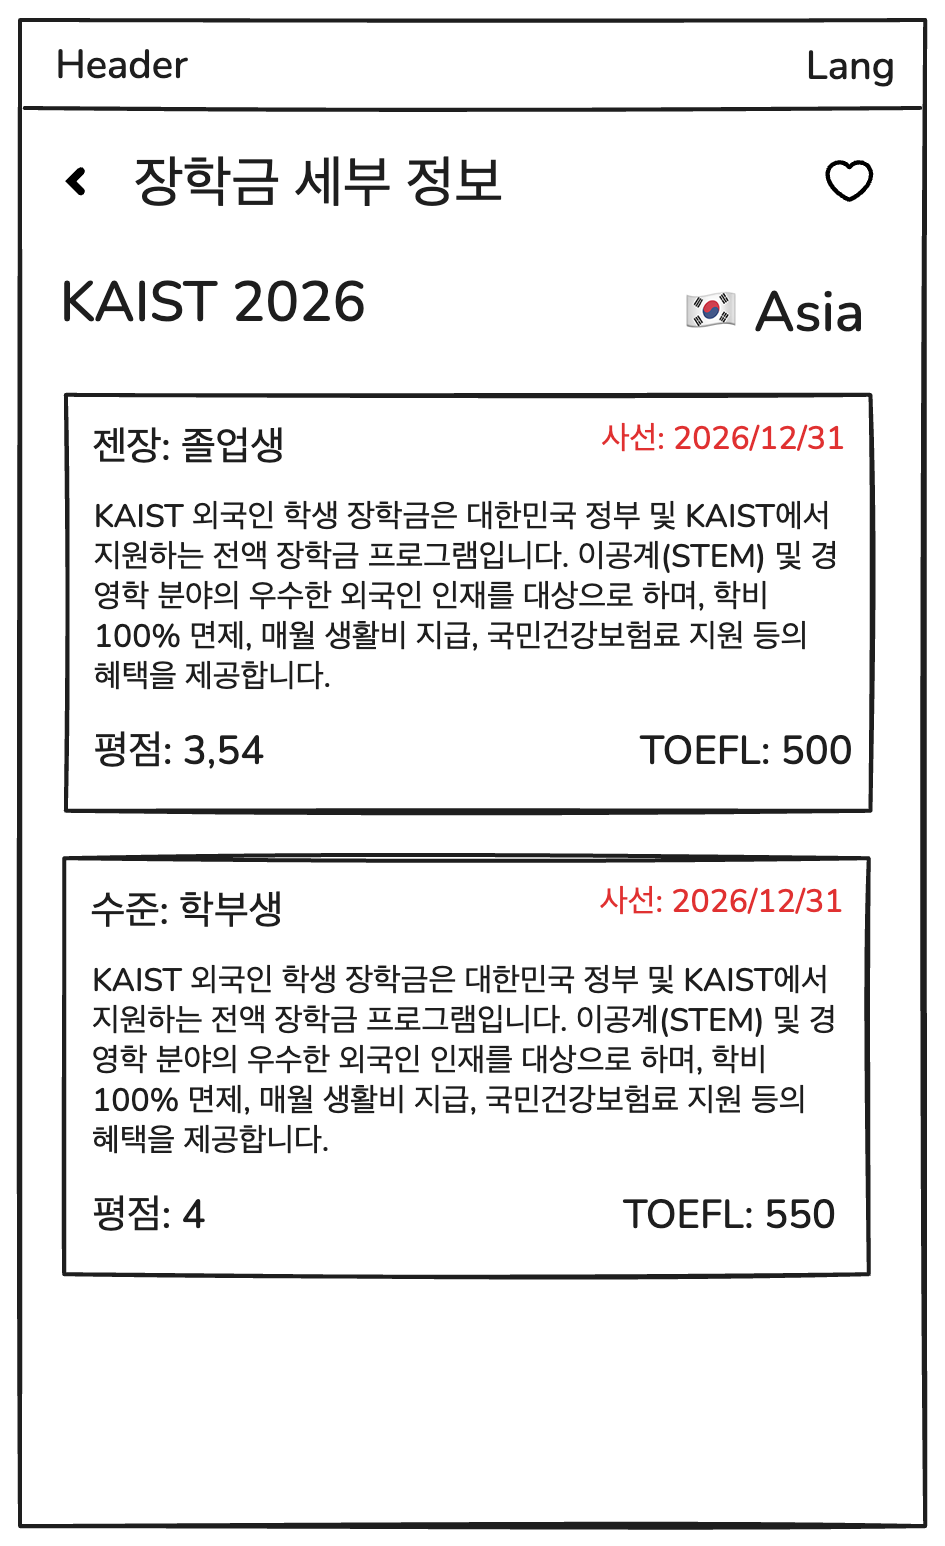 Header
Lang
장학금 세부 정보
KAIST 2026
Asia
젠장: 졸업생
사선: 2026/12/31
KAIST 외국인 학생 장학금은 대한민국 정부 및 KAIST에서
지원하는 전액 장학금 프로그램입니다. 이공계(STEM) 및 경
영학 분야의 우수한 외국인 인재를 대상으로 하며, 학비
100% 면제, 매월 생활비 지급, 국민건강보험료 지원 등의
혜택을 제공합니다.
평점: 3,54
TOEFL: 500
수준: 학부생
사선: 2026/12/31
KAIST 외국인 학생 장학금은 대한민국 정부 및 KAIST에서
지원하는 전액 장학금 프로그램입니다. 이공계(STEM) 및 경
영학 분야의 우수한 외국인 인재를 대상으로 하며, 학비
100% 면제, 매월 생활비 지급, 국민건강보험료 지원 등의
혜택을 제공합니다.
평점: 4
TOEFL: 550